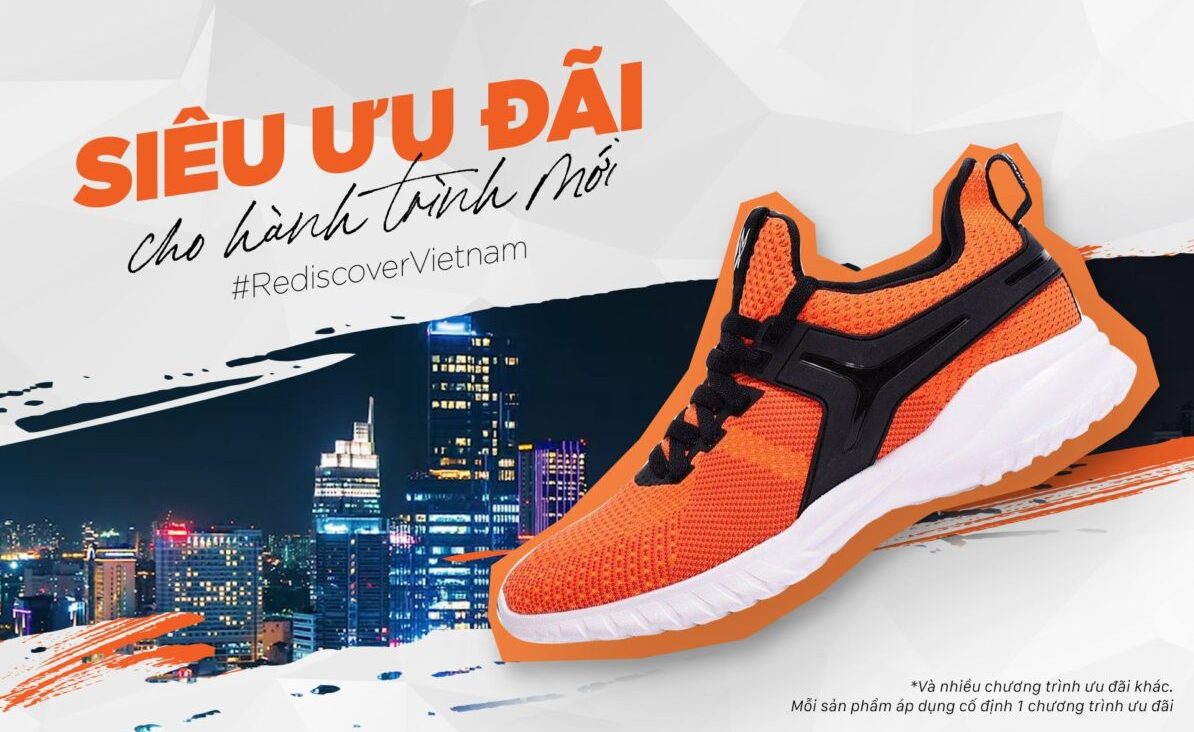 SIÊU ƯU ĐÃI
cho hành trình mới
#RediscoverVietnam
*Và nhiều chương trình ưu đãi khác.
Mỗi sản phẩm áp dụng cố định 1 chương trình ưu đãi